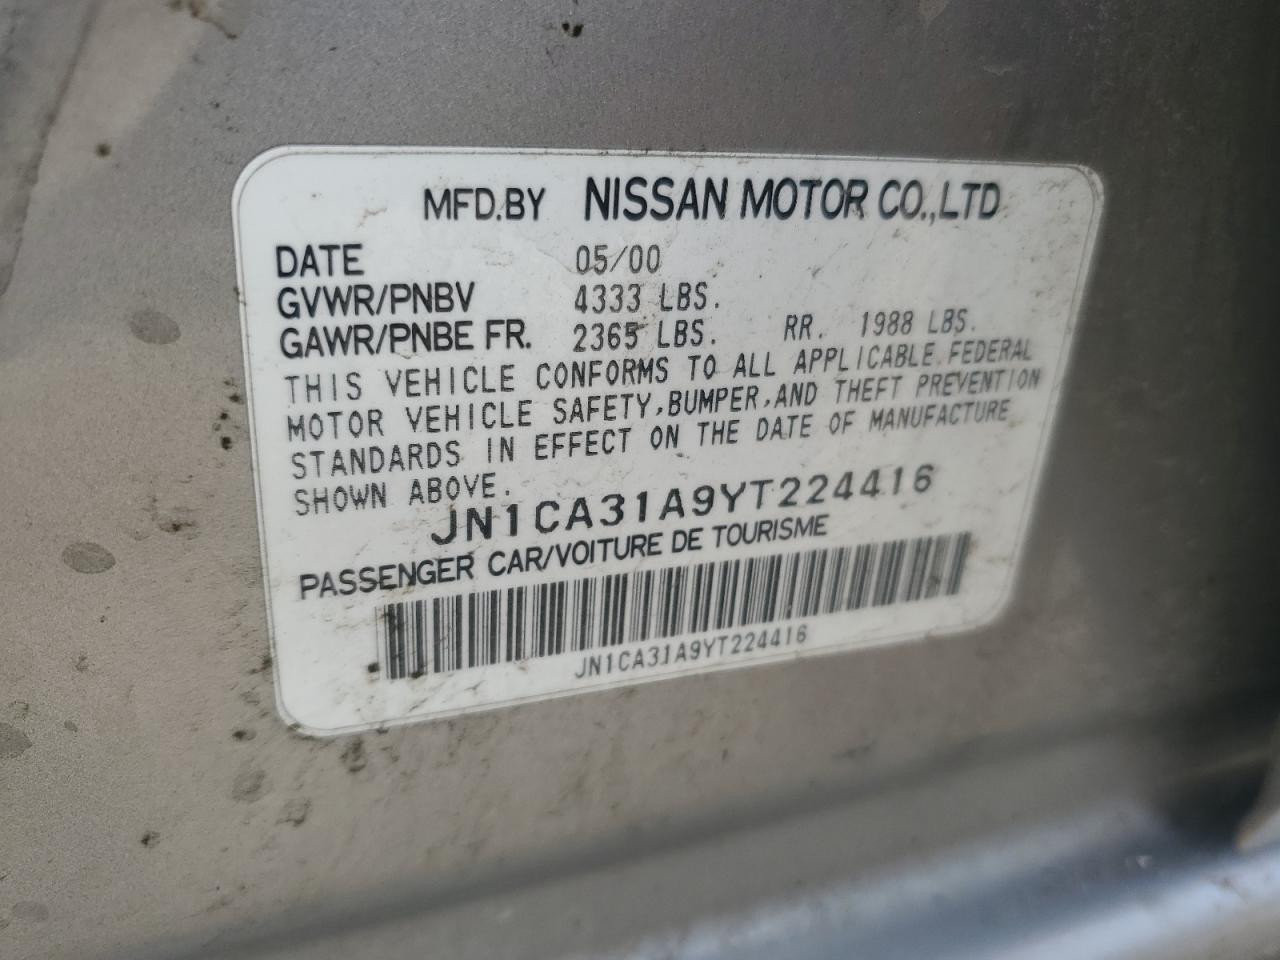 MFD.BY NISSAN MOTOR CO.,LTD
DATE 05/00
GVWR/PNBV 4333 LBS.
GAWR/PNBE FR. 2365 LBS. RR. 1988 LBS.
THIS VEHICLE CONFORMS TO ALL APPLICABLE FEDERAL
MOTOR VEHICLE SAFETY,BUMPER,AND THEFT PREVENTION
STANDARDS IN EFFECT ON THE DATE OF MANUFACTURE
SHOWN ABOVE.
JN1CA31A9YT224416
PASSENGER CAR/VOITURE DE TOURISME
JN1CA31A9YT224416